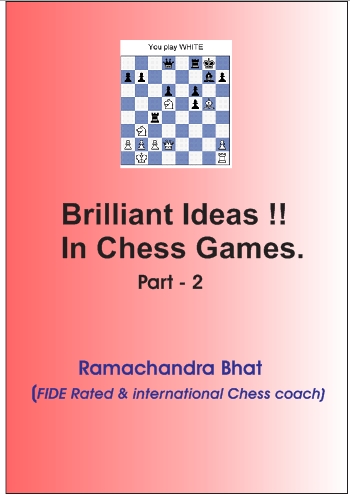 You play WHITE
Brilliant Ideas !!
In Chess Games.
Part - 2
Ramachandra Bhat
(FIDE Rated & international Chess coach)